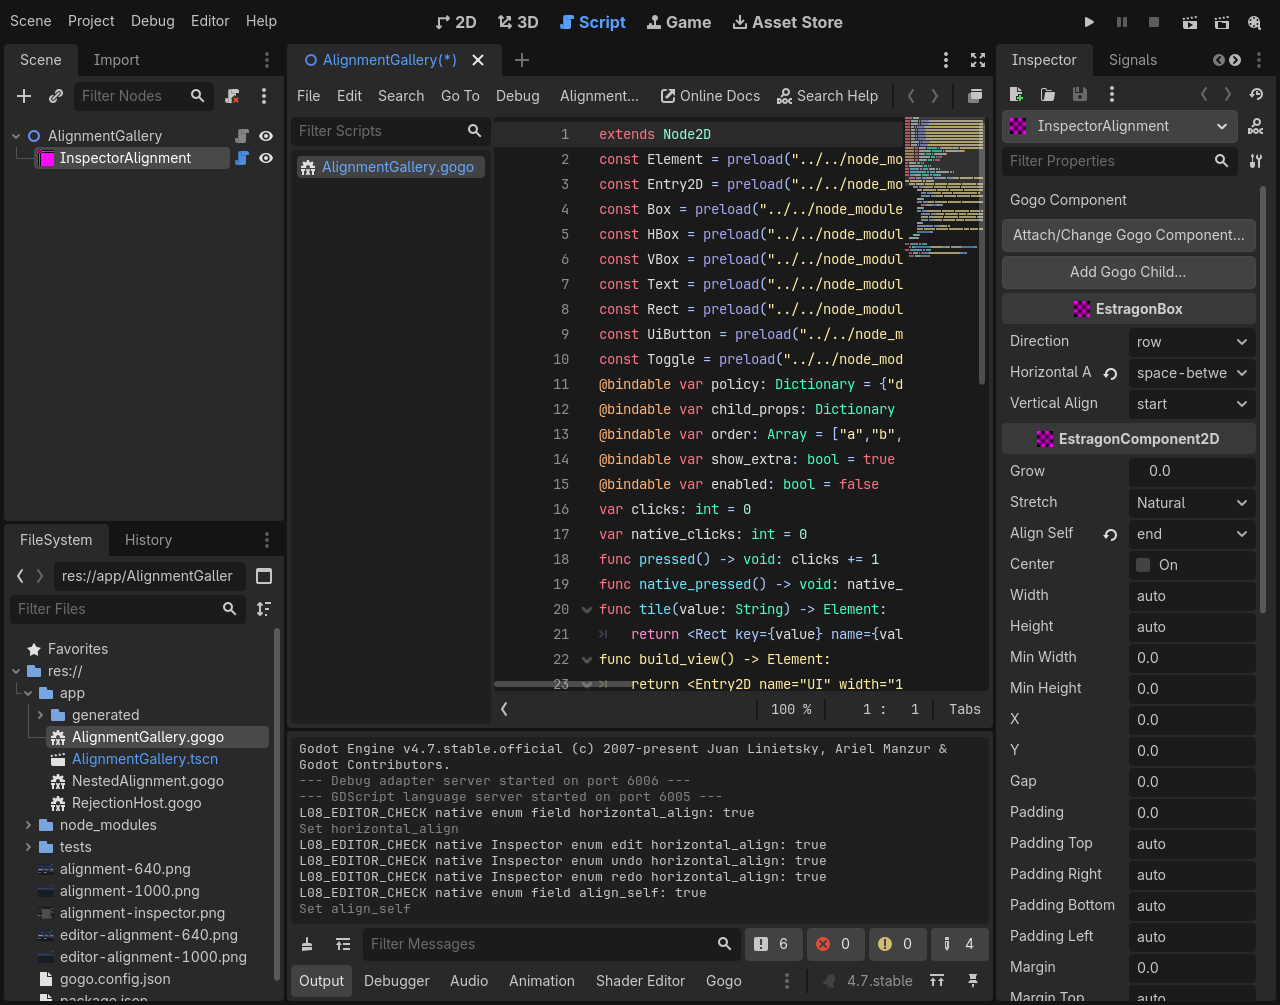 Scene Project Debug Editor Help
2D 3D Script Game Asset Store
Scene Import
Filter Nodes
AlignmentGallery
InspectorAlignment
FileSystem History
res://app/AlignmentGaller
Filter Files
Favorites
res://
app
generated
AlignmentGallery.gogo
AlignmentGallery.tscn
NestedAlignment.gogo
RejectionHost.gogo
node_modules
tests
alignment-640.png
alignment-1000.png
alignment-inspector.png
editor-alignment-640.png
editor-alignment-1000.png
gogo.config.json
package.json
AlignmentGallery(*)
File Edit Search Go To Debug Alignment... Online Docs Search Help
Filter Scripts
AlignmentGallery.gogo
1 extends Node2D
2 const Element = preload("../../node_mo
3 const Entry2D = preload("../../node_mo
4 const Box = preload("../../node_module
5 const HBox = preload("../../node_modul
6 const VBox = preload("../../node_modul
7 const Text = preload("../../node_modul
8 const Rect = preload("../../node_modul
9 const UiButton = preload("../../node_m
10 const Toggle = preload("../../node_mod
11 @bindable var policy: Dictionary = {"d
12 @bindable var child_props: Dictionary
13 @bindable var order: Array = ["a","b",
14 @bindable var show_extra: bool = true
15 @bindable var enabled: bool = false
16 var clicks: int = 0
17 var native_clicks: int = 0
18 func pressed() -> void: clicks += 1
19 func native_pressed() -> void: native_
20 func tile(value: String) -> Element:
21 return <Rect key={value} name={val
22 func build_view() -> Element:
23 return <Entry2D name="UI" width="1
100 % 1 : 1 Tabs
Godot Engine v4.7.stable.official (c) 2007-present Juan Linietsky, Ariel Manzur &
Godot Contributors.
--- Debug adapter server started on port 6006 ---
--- GDScript language server started on port 6005 ---
L08_EDITOR_CHECK native enum field horizontal_align: true
Set horizontal_align
L08_EDITOR_CHECK native Inspector enum edit horizontal_align: true
L08_EDITOR_CHECK native Inspector enum undo horizontal_align: true
L08_EDITOR_CHECK native Inspector enum redo horizontal_align: true
L08_EDITOR_CHECK native enum field align_self: true
Set align_self
Filter Messages 6 0 0 4
Output Debugger Audio Animation Shader Editor Gogo 4.7.stable
Inspector Signals
InspectorAlignment
Filter Properties
Gogo Component
Attach/Change Gogo Component...
Add Gogo Child...
EstragonBox
Direction row
Horizontal A space-betwe
Vertical Align start
EstragonComponent2D
Grow 0.0
Stretch Natural
Align Self end
Center On
Width auto
Height auto
Min Width 0.0
Min Height 0.0
X 0.0
Y 0.0
Gap 0.0
Padding 0.0
Padding Top auto
Padding Right auto
Padding Bottom auto
Padding Left auto
Margin 0.0
Margin Top auto